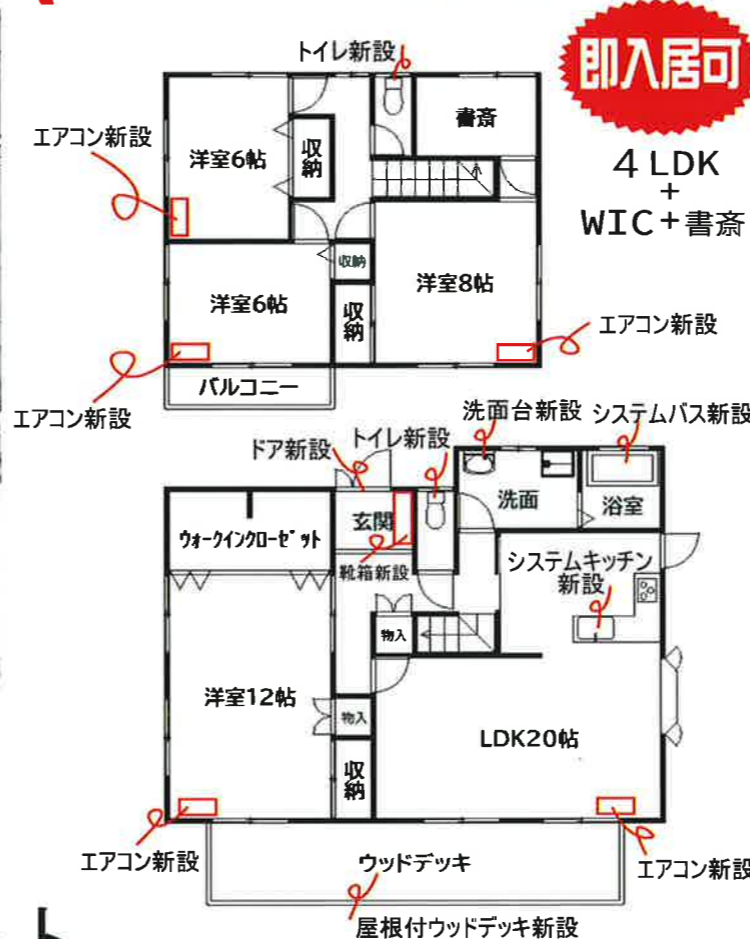 トイレ新設
即入居可
エアコン新設
洋室6帖
収納
書斎
4 LDK
+
WIC+書斎
洋室6帖
収納
収納
洋室8帖
エアコン新設
エアコン新設
バルコニー
洗面台新設
システムバス新設
ドア新設
トイレ新設
ウォークインクローゼット
玄関
洗面
浴室
靴箱新設
システムキッチン
新設
物入
洋室12帖
物入
LDK20帖
収納
エアコン新設
ウッドデッキ
エアコン新設
屋根付ウッドデッキ新設